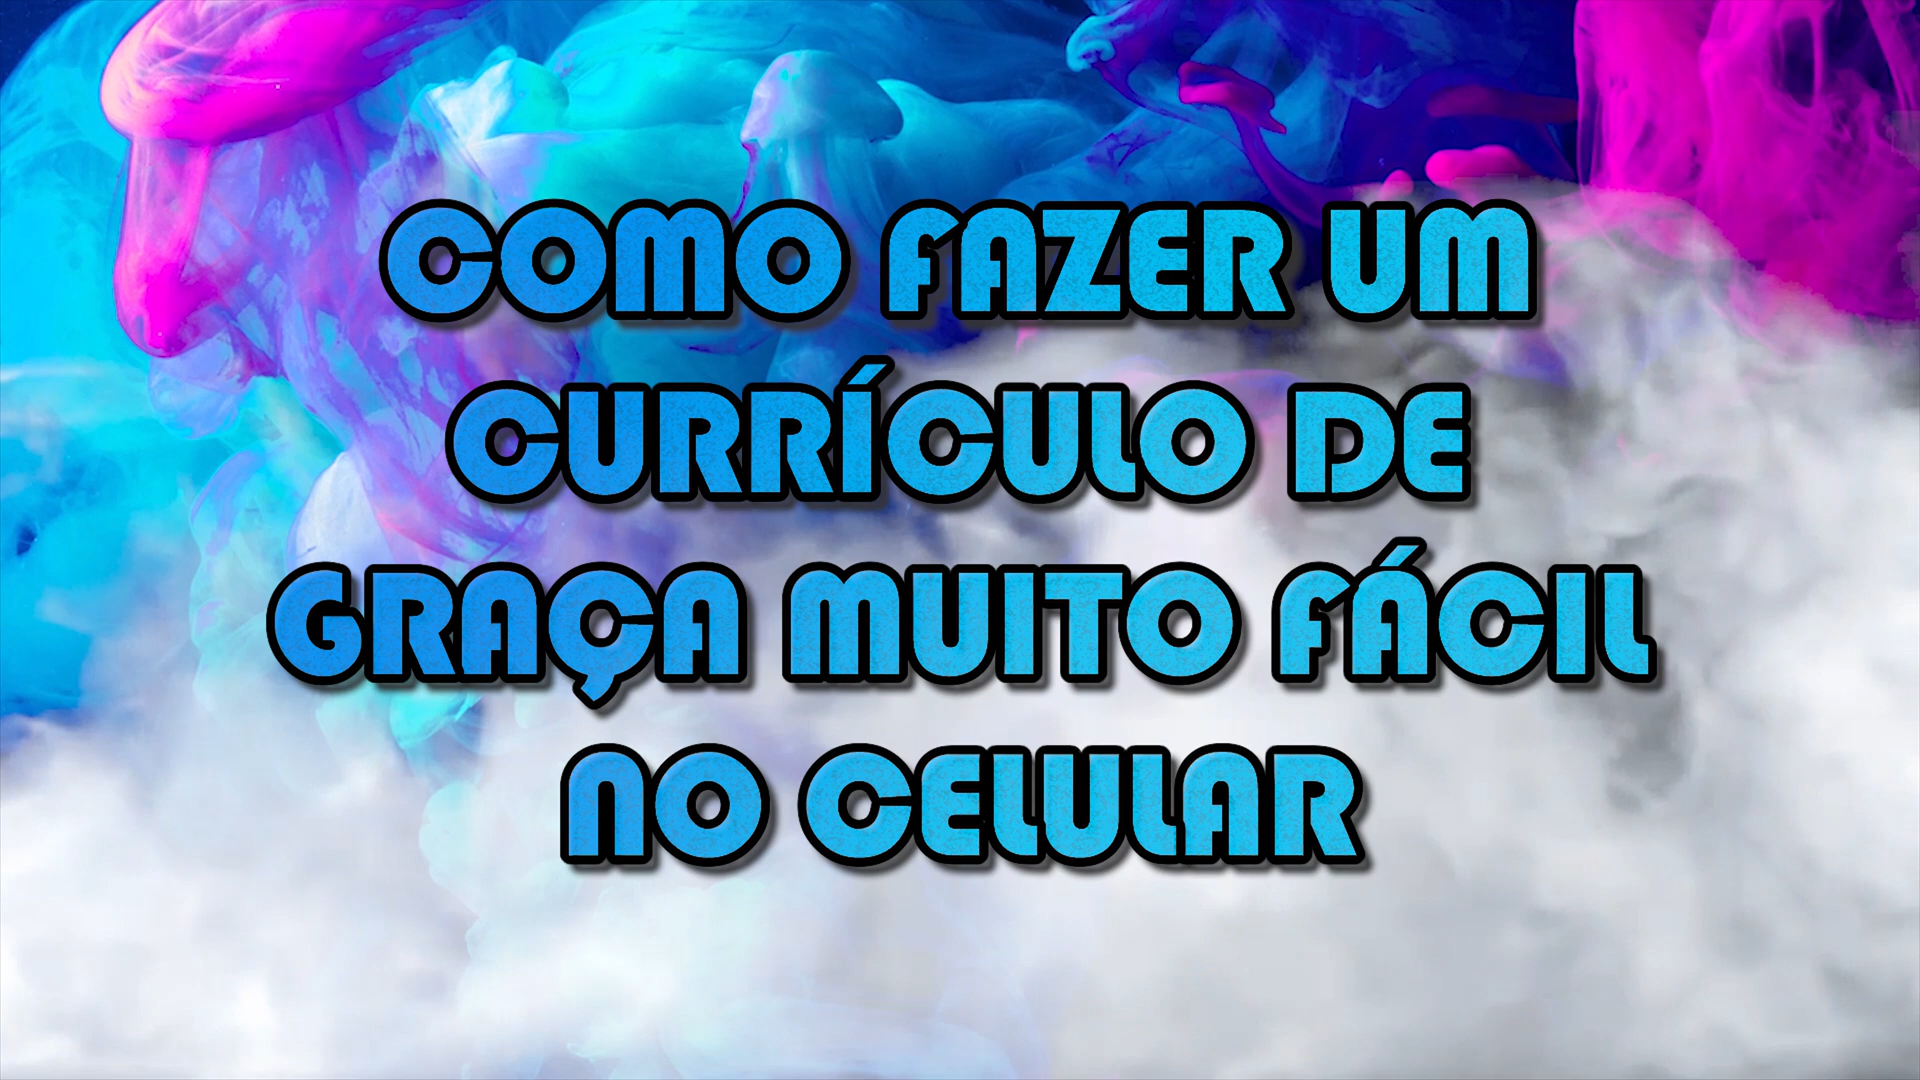 COMO FAZER UM
CURRÍCULO DE
GRAÇA MUITO FÁCIL
NO CELULAR